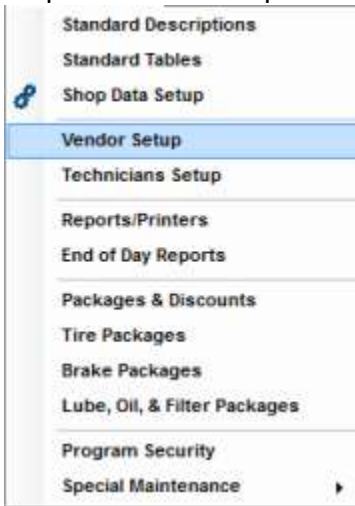 Standard Descriptions
Standard Tables
Shop Data Setup
Vendor Setup
Technicians Setup
Reports/Printers
End of Day Reports
Packages & Discounts
Tire Packages
Brake Packages
Lube, Oil, & Filter Packages
Program Security
Special Maintenance